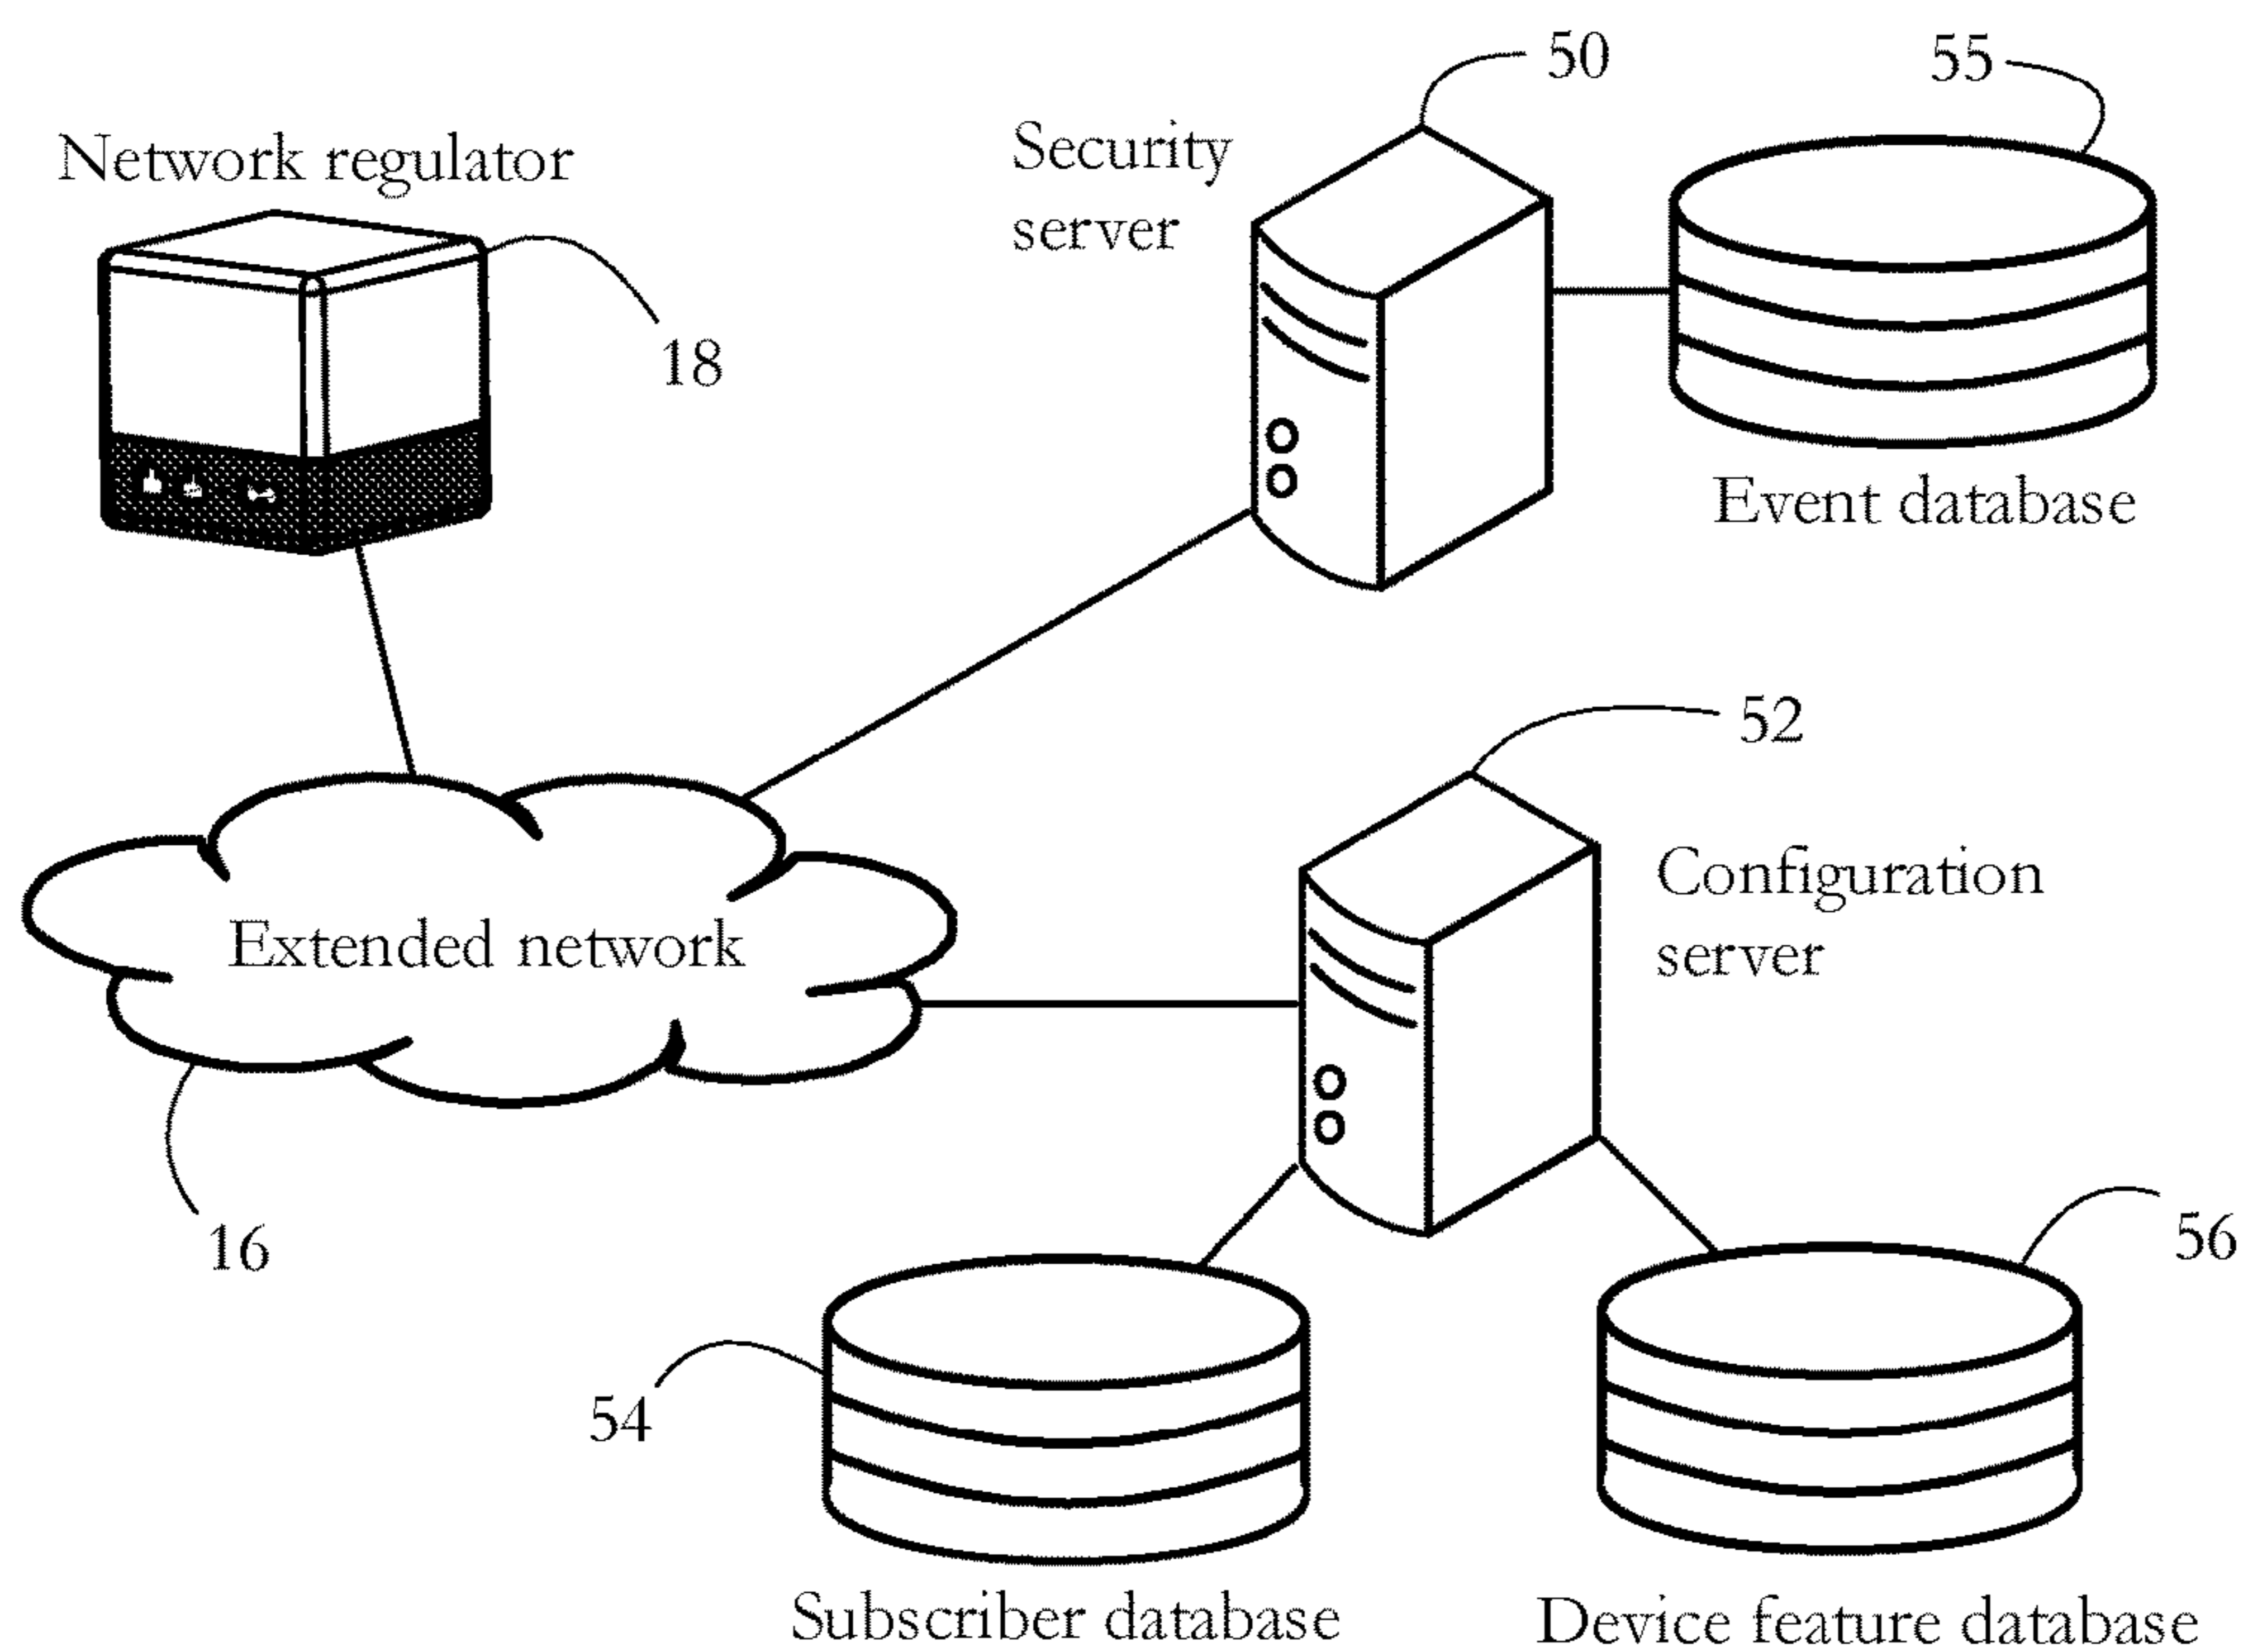 50
55
Network regulator
Security
server
18
Event database
52
Configuration
server
Extended network
16
56
54
Subscriber database
Device feature database